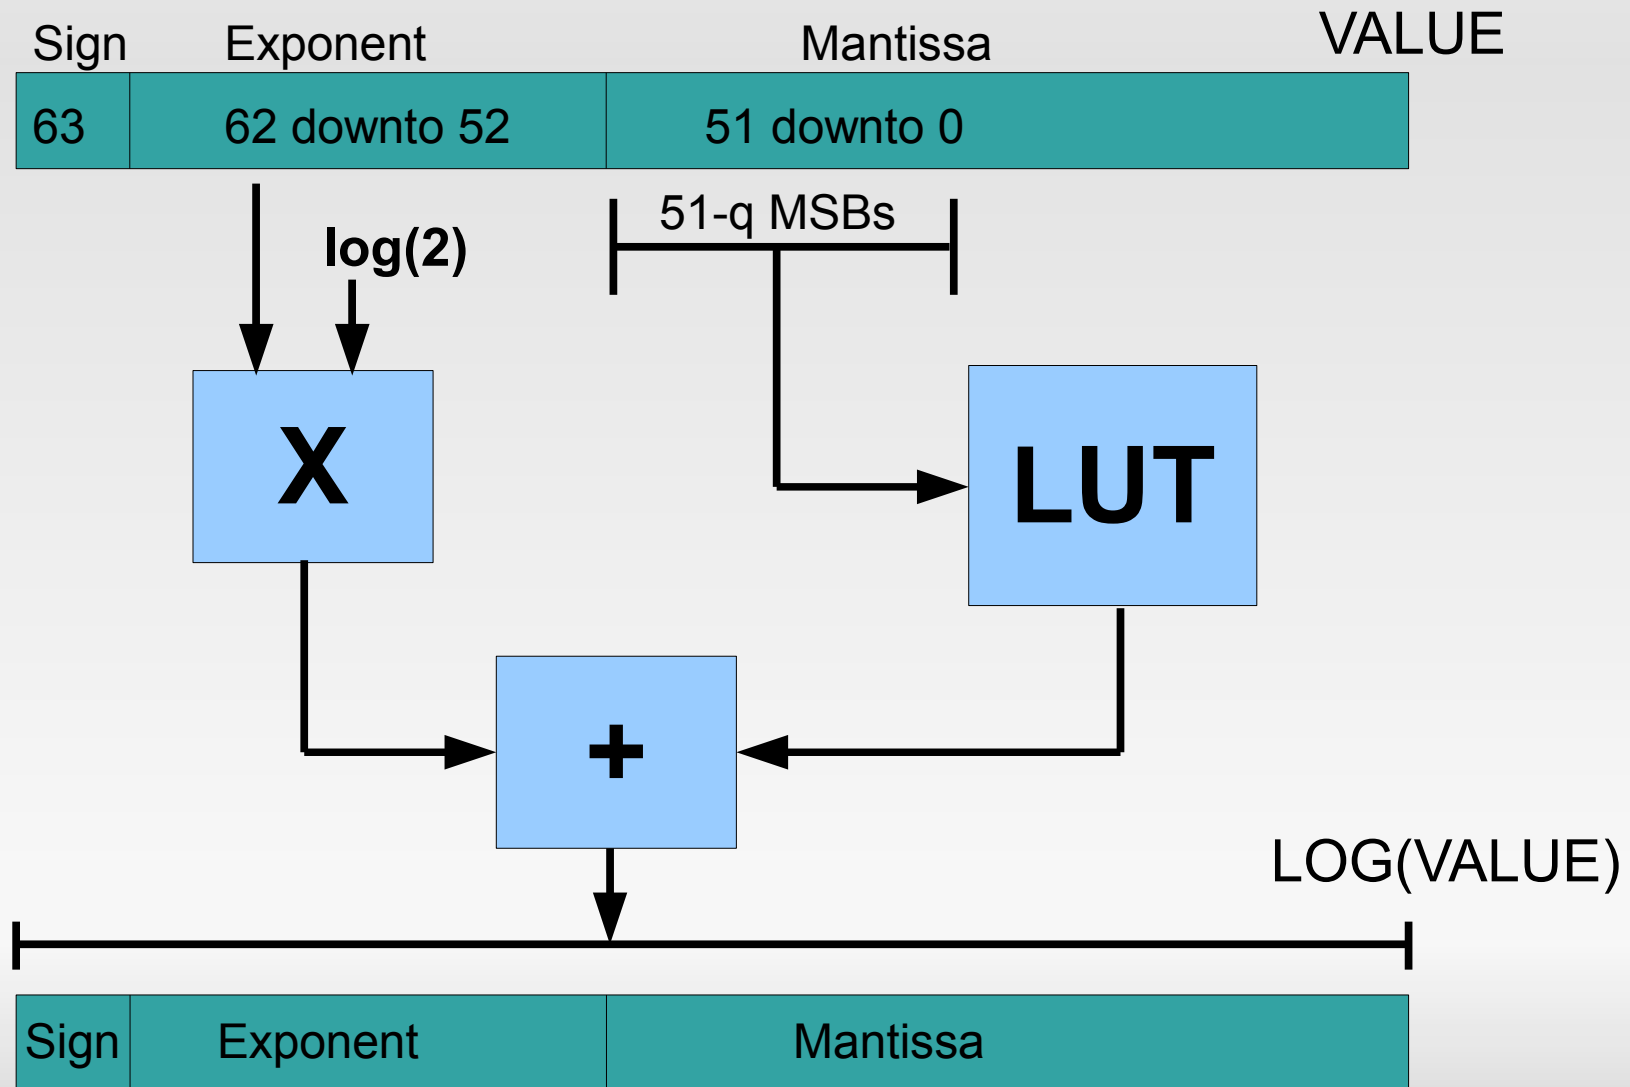 Sign Exponent Mantissa VALUE
63 62 downto 52 51 downto 0
51-q MSBs
log(2)
X
LUT
+
LOG(VALUE)
Sign Exponent Mantissa